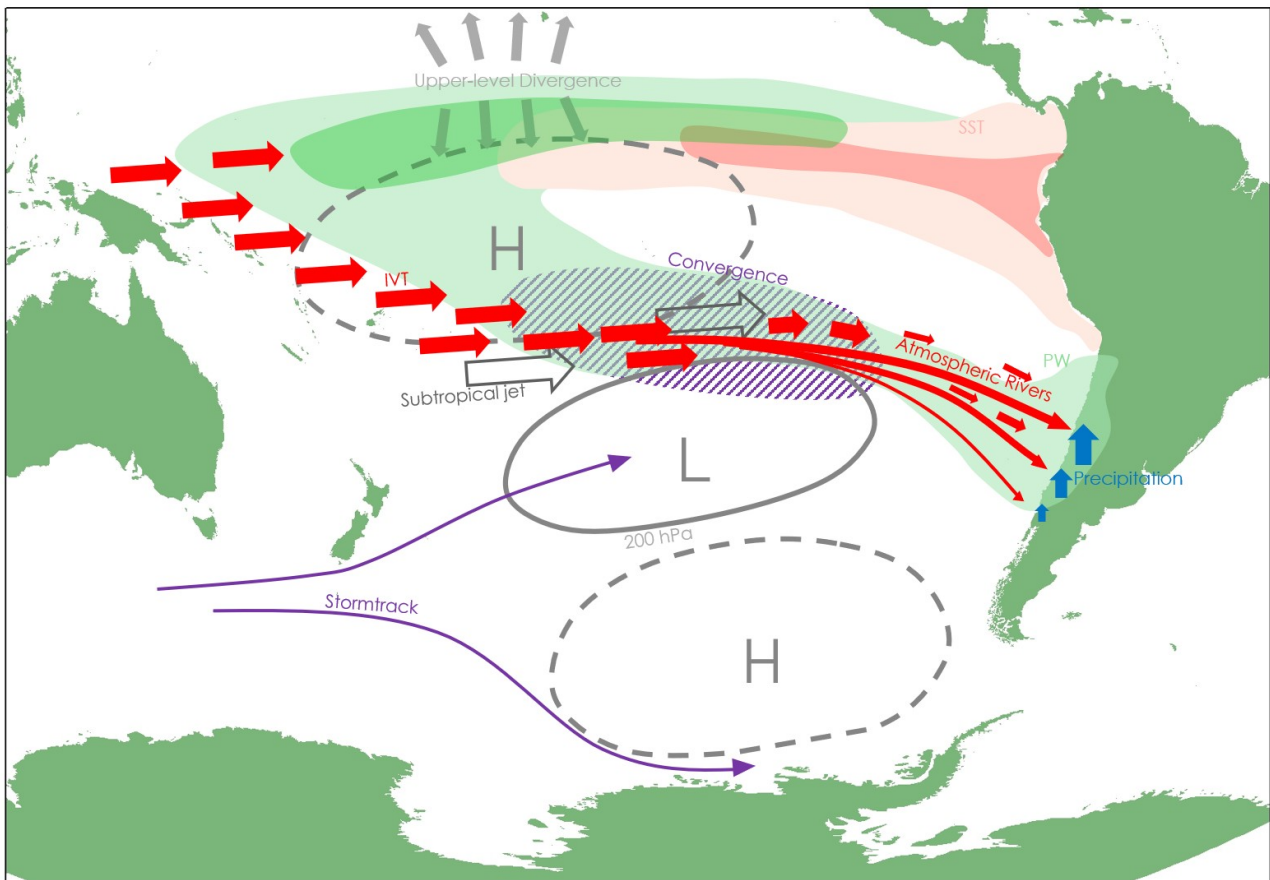 Upper-level Divergence
SST
H
Convergence
IVT
PW
Atmospheric Rivers
Subtropical jet
L
Precipitation
200 hPa
Stormtrack
H